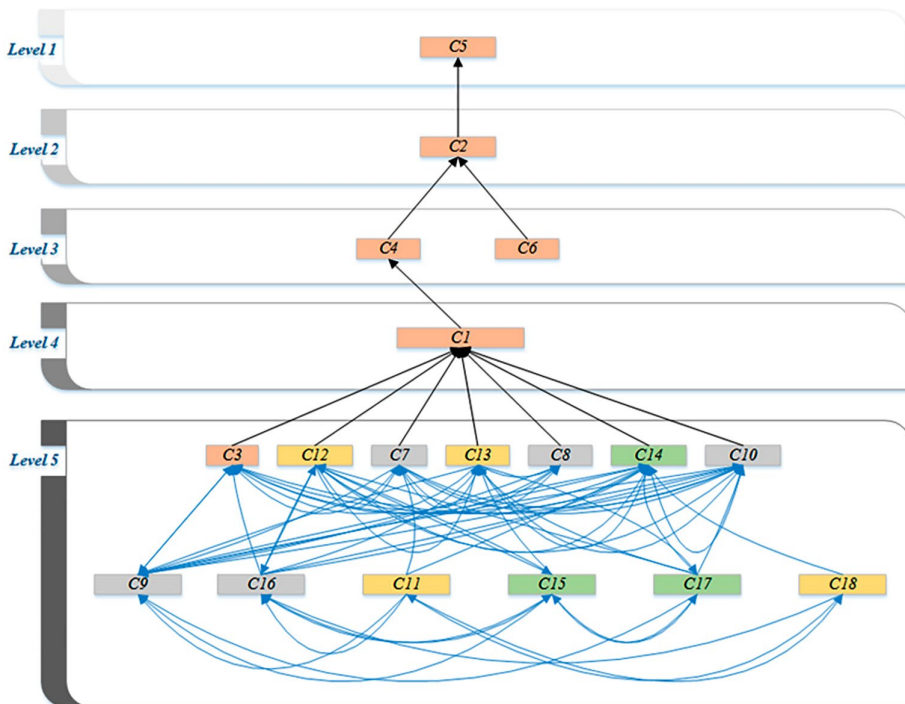 Level 1
C5
Level 2
C2
Level 3
C4 C6
Level 4
C1
Level 5
C3 C12 C7 C13 C8 C14 C10
C9 C16 C11 C15 C17 C18